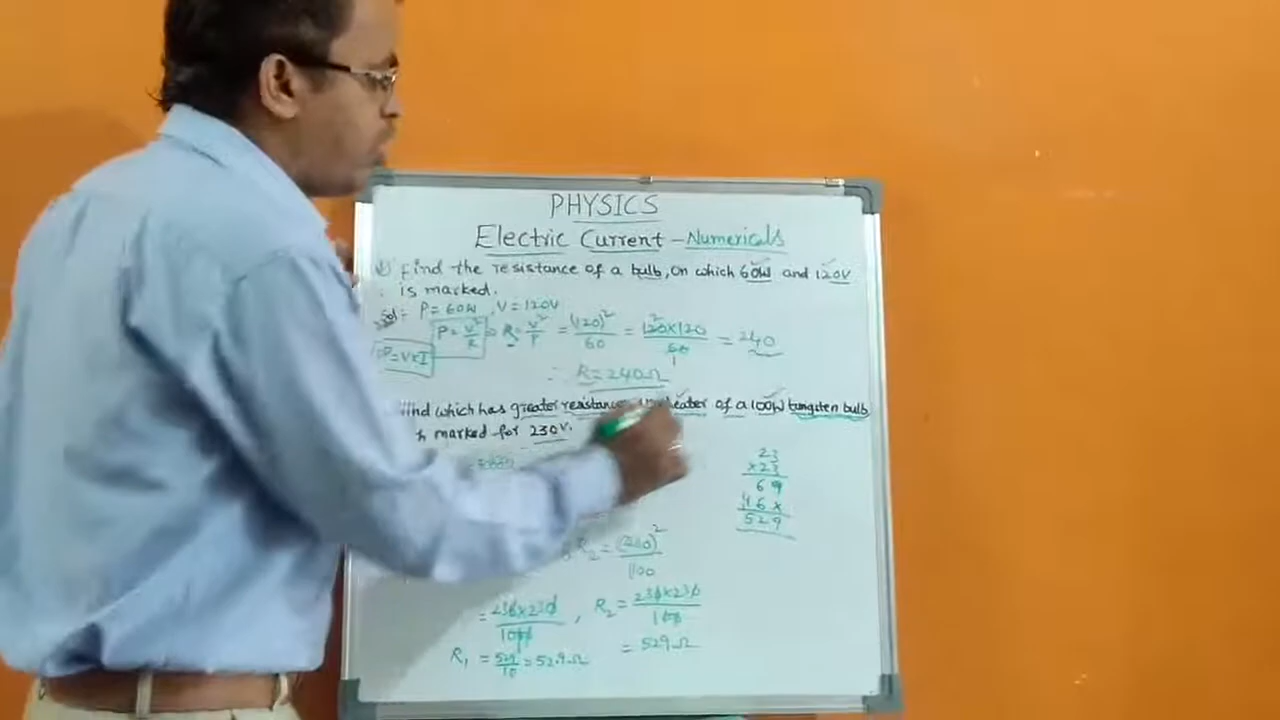 PHYSICS
Electric Current - Numericals
Find the resistance of a bulb, on which 60W and 120V
is marked.
Sol: P = 60W, V = 120V
P = V²/R ⇒ R = V²/P = (120)²/60 = 120×120/60 = 240
P = V×I
∴ R = 240Ω
find which has greater resistance heater of a 100W tungsten bulb
marked for 230V.
23
×23
69
46×
529
R₂ = (230)²/100
= 230×230/1000 , R₂ = 230×230/100
= 529Ω
R₁ = 529/10 = 52.9Ω